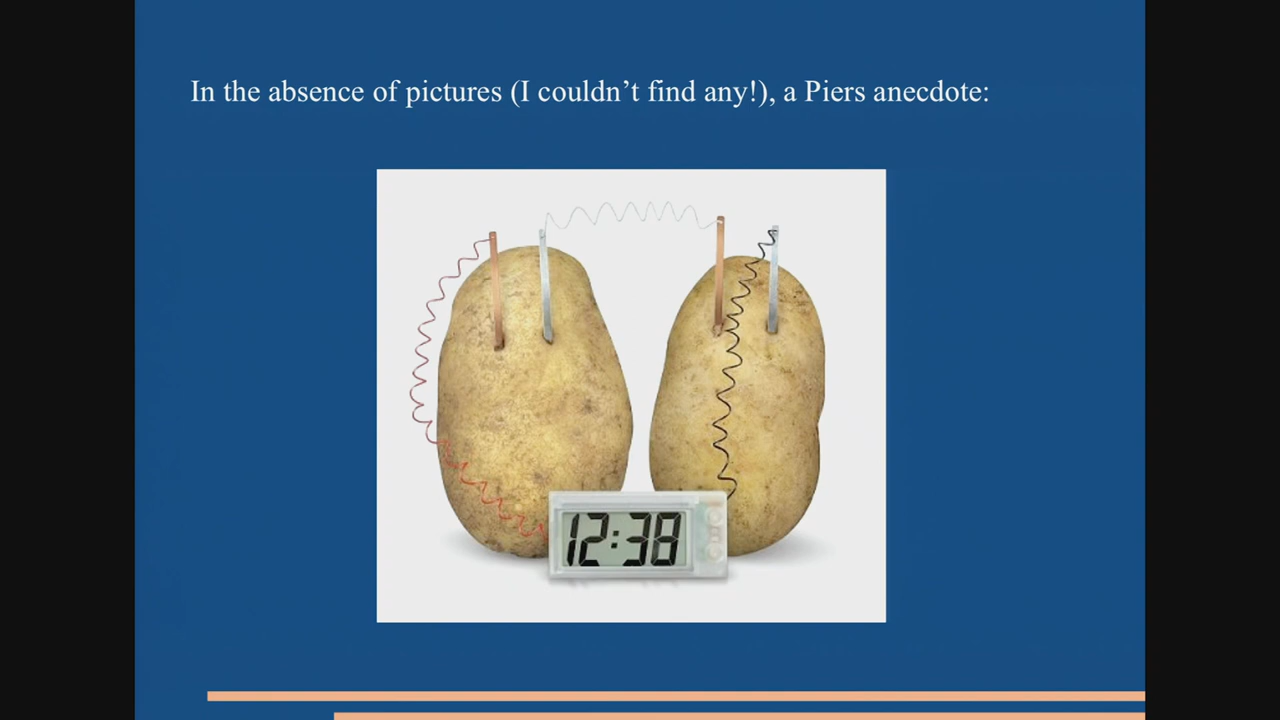 In the absence of pictures (I couldn’t find any!), a Piers anecdote:
12:38